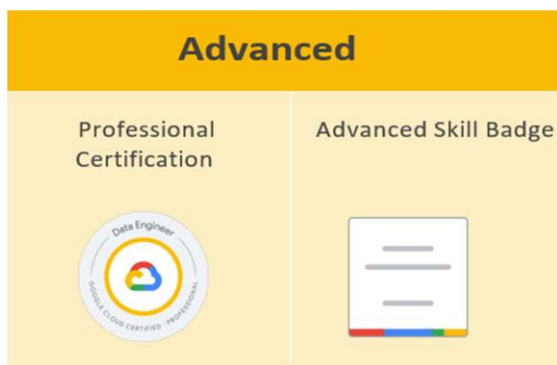 Advanced
Professional
Certification
Advanced Skill Badge
Data Engineer
GOOGLE CLOUD CERTIFIED · PROFESSIONAL